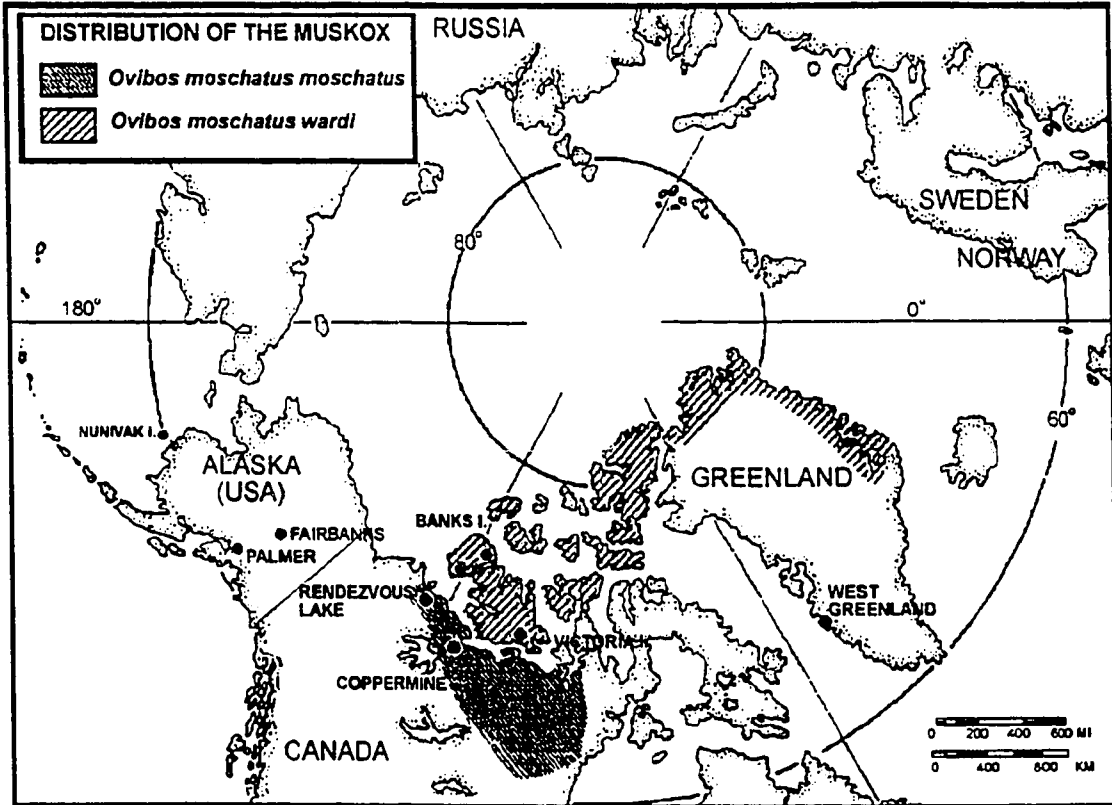 DISTRIBUTION OF THE MUSKOX
Ovibos moschatus moschatus
Ovibos moschatus wardi
RUSSIA
SWEDEN
NORWAY
80°
180°
0°
60°
NUNIVAK I.
ALASKA
(USA)
GREENLAND
BANKS I.
FAIRBANKS
PALMER
RENDEZVOUS
LAKE
WEST
GREENLAND
VICTORIA I.
COPPERMINE
CANADA
0 200 400 600 MI
0 400 800 KM